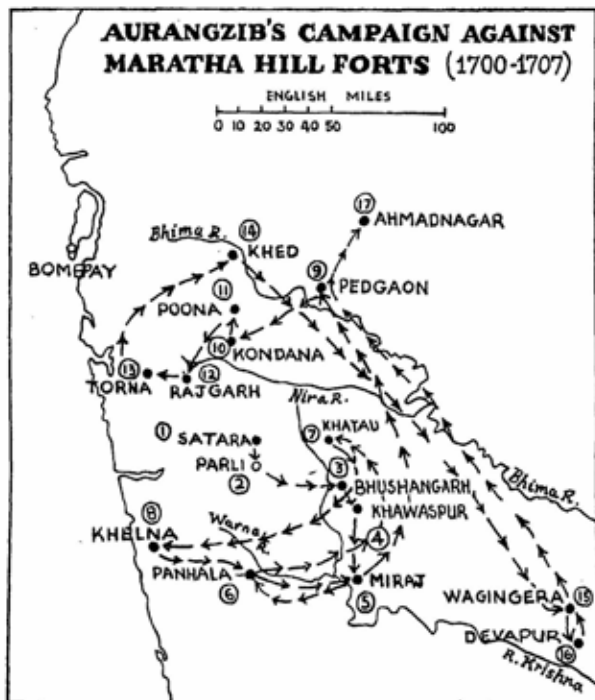 AURANGZIB'S CAMPAIGN AGAINST
MARATHA HILL FORTS (1700-1707)
ENGLISH MILES
0 10 20 30 40 50 100
17
AHMADNAGAR
14
Bhima R.
KHED
BOMBAY
9
PEDGAON
11
POONA
10
KONDANA
13
TORNA
12
RAJGARH
Nira R.
1
SATARA
7
KHATAU
PARLI
2
3
BHUSHANGARH
Bhima R.
KHAWASPUR
8
KHELNA
Warna R.
4
PANHALA
6
MIRAJ
5
WAGINGERA
15
DEVAPUR
16
R. Krishna